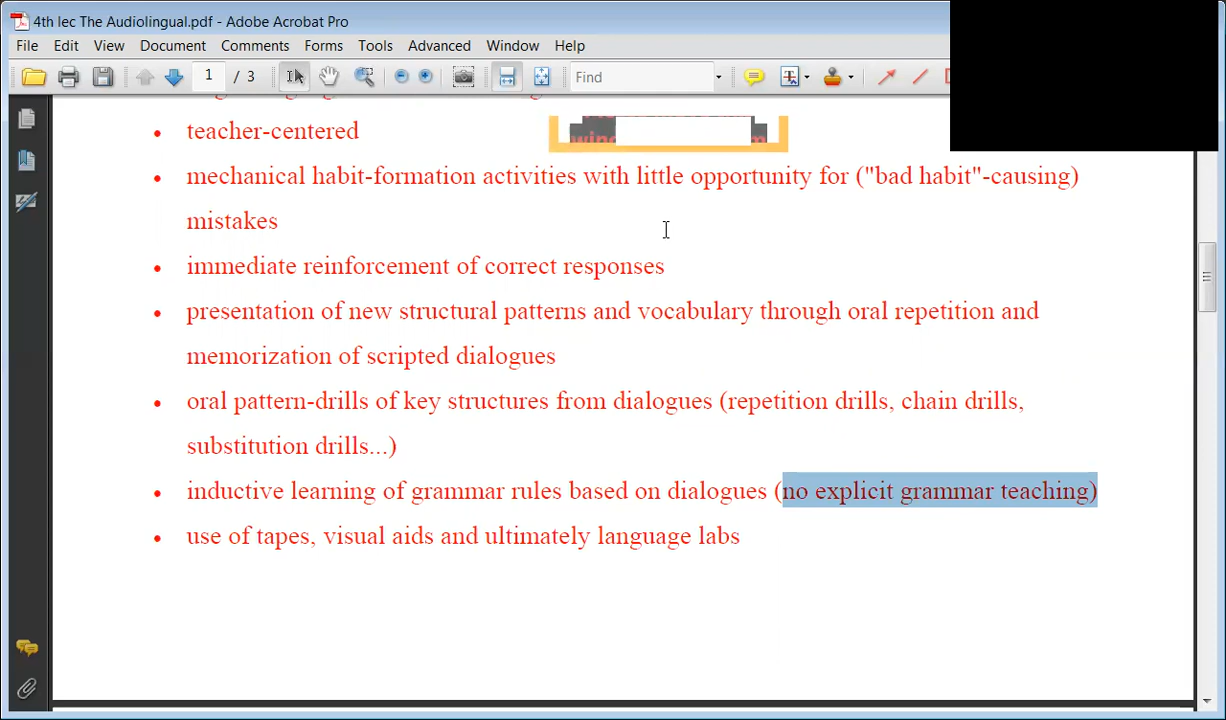 4th lec The Audiolingual.pdf - Adobe Acrobat Pro
File Edit View Document Comments Forms Tools Advanced Window Help
1 / 3 Find
• teacher-centered
• mechanical habit-formation activities with little opportunity for ("bad habit"-causing)
mistakes
• immediate reinforcement of correct responses
• presentation of new structural patterns and vocabulary through oral repetition and
memorization of scripted dialogues
• oral pattern-drills of key structures from dialogues (repetition drills, chain drills,
substitution drills...)
• inductive learning of grammar rules based on dialogues (no explicit grammar teaching)
• use of tapes, visual aids and ultimately language labs